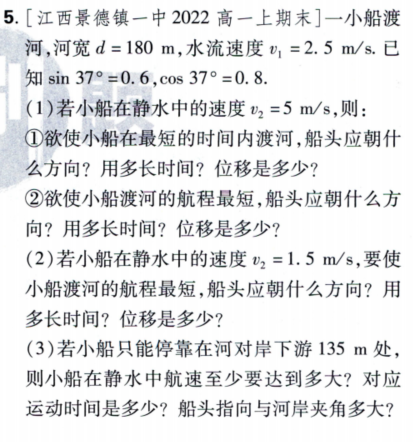 5. [江西景德镇一中2022高一上期末]一小船渡
河,河宽 d = 180 m,水流速度 v₁ = 2.5 m/s. 已
知 sin 37° = 0.6,cos 37° = 0.8.
(1)若小船在静水中的速度 v₂ = 5 m/s,则:
①欲使小船在最短的时间内渡河,船头应朝什
么方向? 用多长时间? 位移是多少?
②欲使小船渡河的航程最短,船头应朝什么方
向? 用多长时间? 位移是多少?
(2)若小船在静水中的速度 v₂ = 1.5 m/s,要使
小船渡河的航程最短,船头应朝什么方向? 用
多长时间? 位移是多少?
(3)若小船只能停靠在河对岸下游 135 m 处,
则小船在静水中航速至少要达到多大? 对应
运动时间是多少? 船头指向与河岸夹角多大?